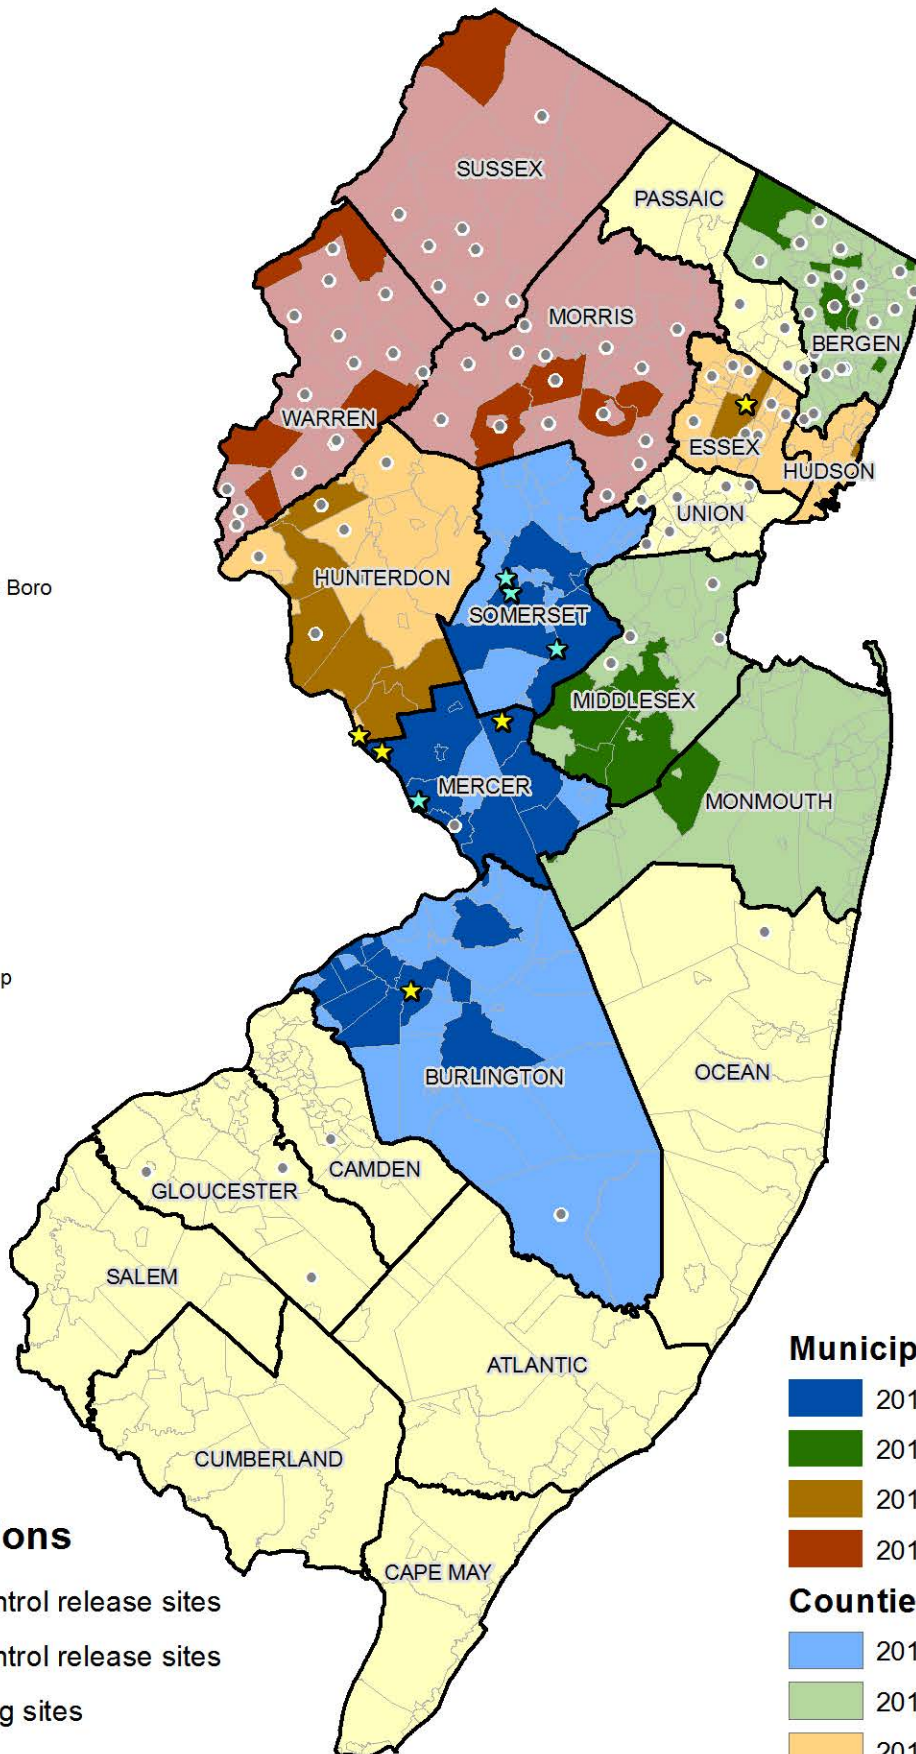 SUSSEX
PASSAIC
MORRIS
BERGEN
WARREN
ESSEX
HUDSON
UNION
HUNTERDON
Boro
SOMERSET
MIDDLESEX
MERCER
MONMOUTH
p
BURLINGTON
OCEAN
CAMDEN
GLOUCESTER
SALEM
ATLANTIC
CUMBERLAND
CAPE MAY
Municip
201
201
201
201
Countie
201
201
201
ons
ntrol release sites
ntrol release sites
g sites